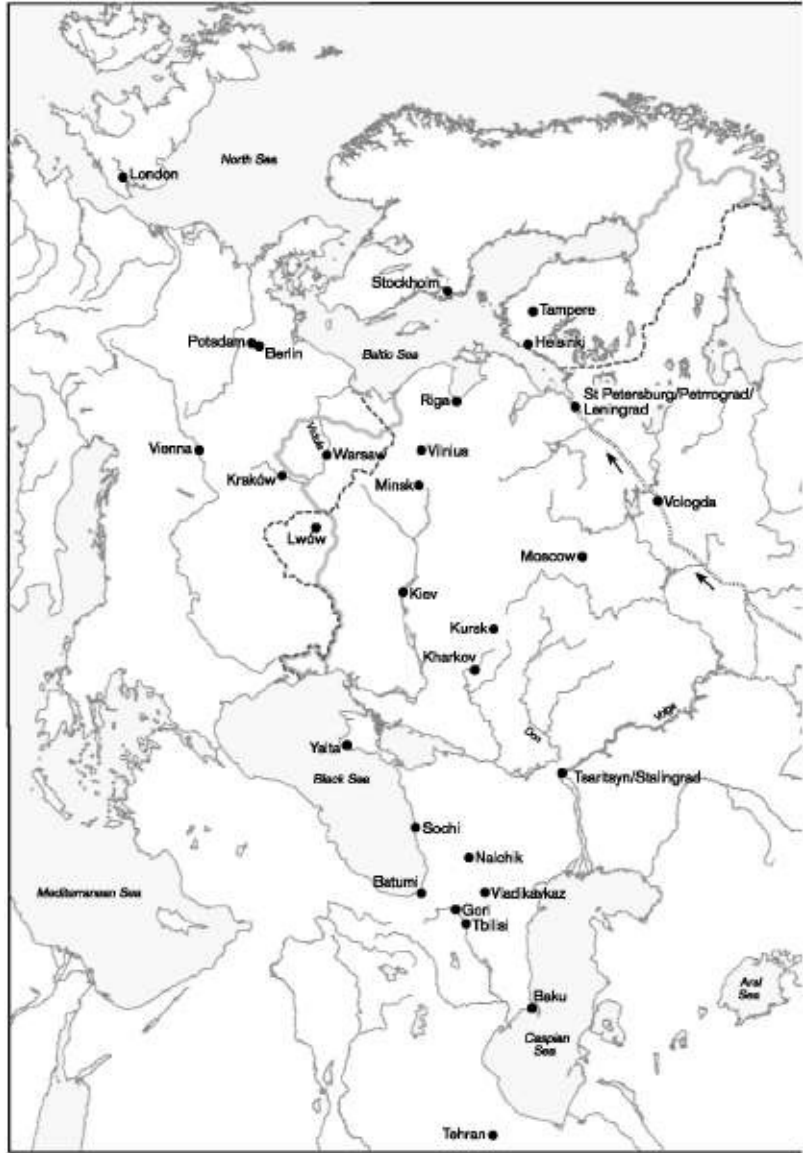 North Sea
London
Stockholm
Tampere
Helsinki
Potsdam
Berlin
Baltic Sea
Riga
St Petersburg/Petrrograd/
Leningrad
Vistula
Vienna
Warsaw
Vilnius
Kraków
Minsk
Vologda
Lwów
Moscow
Kiev
Kursk
Kharkov
Don
Volga
Yalta
Black Sea
Tsaritsyn/Stalingrad
Sochi
Nalchik
Mediterranean Sea
Batumi
Vladikavkaz
Gori
Tbilisi
Aral
Sea
Baku
Caspian
Sea
Tehran